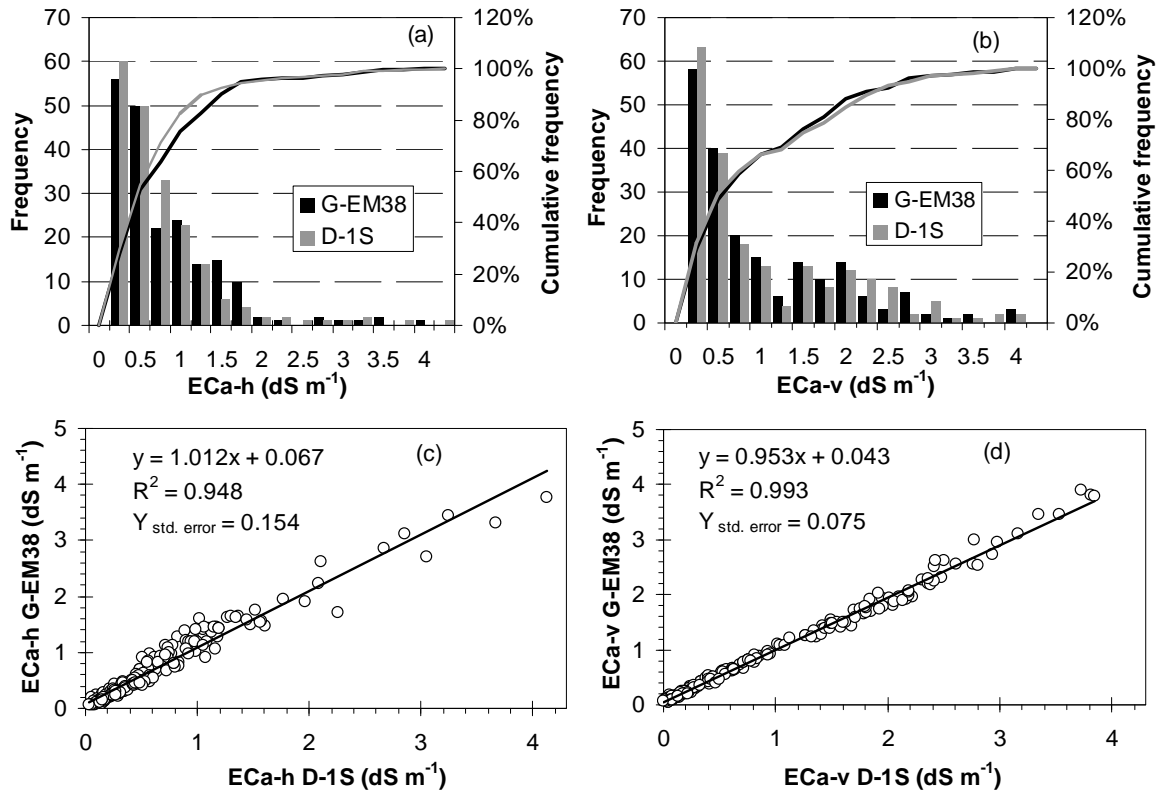 70
60
50
40
30
20
10
0
Frequency
(a)
G-EM38
D-1S
120%
100%
80%
60%
40%
20%
0%
Cumulative frequency
0 0.5 1 1.5 2 2.5 3 3.5 4
ECa-h (dS m⁻¹)
70
60
50
40
30
20
10
0
Frequency
(b)
G-EM38
D-1S
120%
100%
80%
60%
40%
20%
0%
Cumulative frequency
0 0.5 1 1.5 2 2.5 3 3.5 4
ECa-v (dS m⁻¹)
5
4
3
2
1
0
ECa-h G-EM38 (dS m⁻¹)
y = 1.012x + 0.067
R² = 0.948
Y std. error = 0.154
(c)
0 1 2 3 4
ECa-h D-1S (dS m⁻¹)
5
4
3
2
1
0
ECa-v G-EM38 (dS m⁻¹)
y = 0.953x + 0.043
R² = 0.993
Y std. error = 0.075
(d)
0 1 2 3 4
ECa-v D-1S (dS m⁻¹)